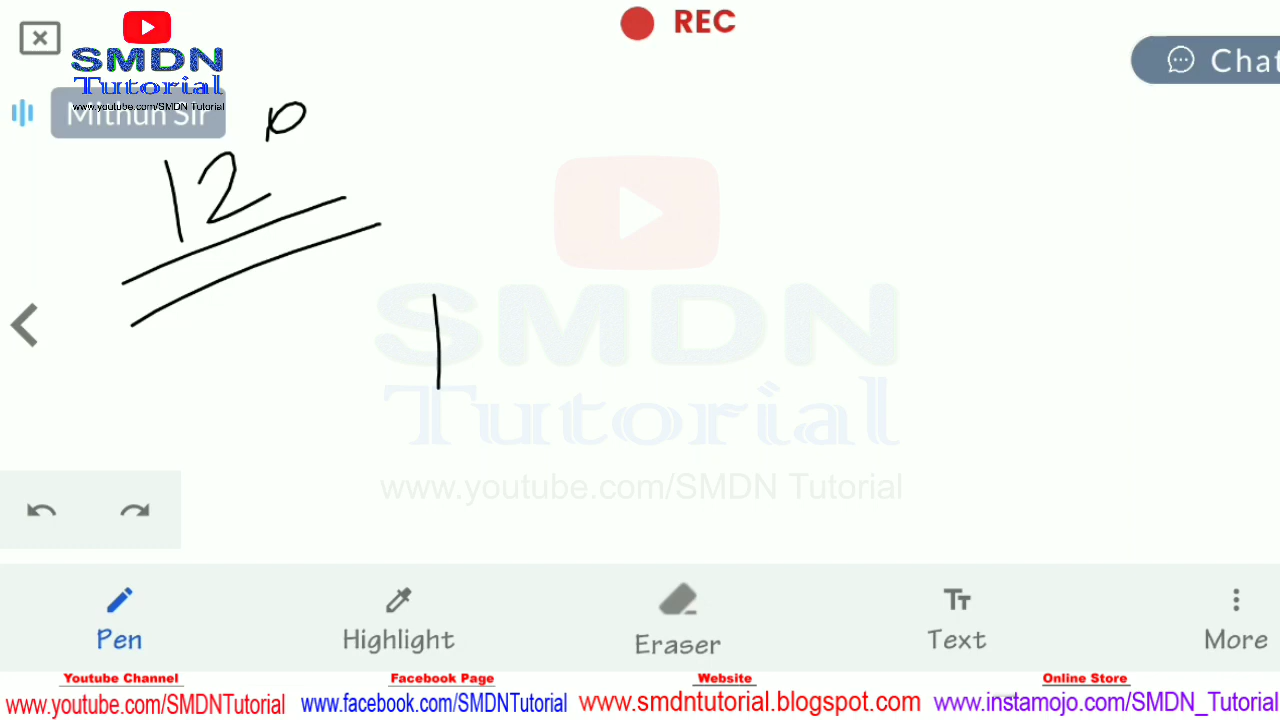 REC
SMDN
Tutorial
www.youtube.com/SMDN Tutorial
Chat
Mithun Sir
12°
1
SMDN
Tutorial
www.youtube.com/SMDN Tutorial
Pen
Highlight
Eraser
Text
More
Youtube Channel
Facebook Page
Website
Online Store
www.youtube.com/SMDNTutorial
www.facebook.com/SMDNTutorial
www.smdntutorial.blogspot.com
www.instamojo.com/SMDN_Tutorial